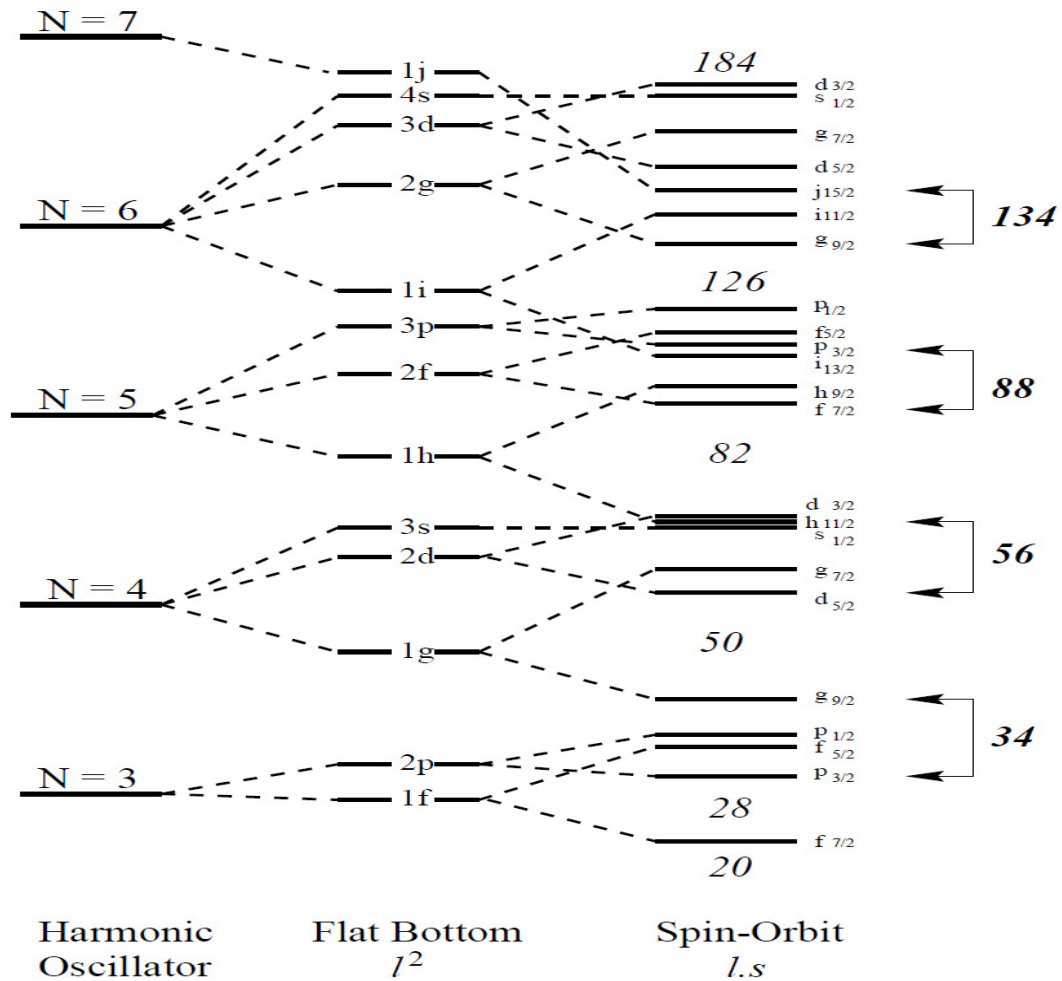 N = 7
1j
184
d 3/2
4s
s 1/2
3d
g 7/2
d 5/2
2g
j 15/2
N = 6
i 11/2
134
g 9/2
126
1i
p 1/2
3p
f 5/2
p 3/2
i 13/2
2f
h 9/2
88
N = 5
f 7/2
1h
82
d 3/2
3s
h 11/2
s 1/2
2d
56
g 7/2
N = 4
d 5/2
1g
50
g 9/2
p 1/2
34
f 5/2
N = 3
2p
p 3/2
1f
28
f 7/2
20
Harmonic Flat Bottom Spin-Orbit
Oscillator l² l.s